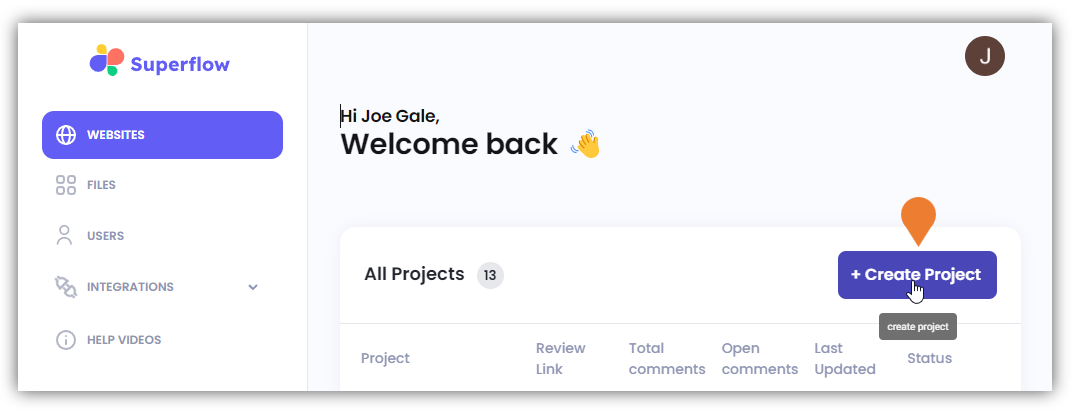 Superflow
J
WEBSITES
FILES
USERS
INTEGRATIONS
HELP VIDEOS
Hi Joe Gale,
Welcome back 👋
All Projects 13
+ Create Project
create project
Project
Review
Link
Total
comments
Open
comments
Last
Updated
Status